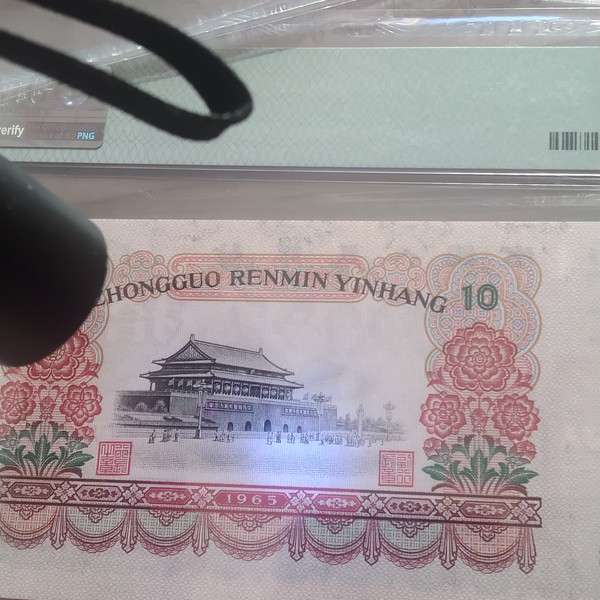 erify
PNG
ZHONGGUO RENMIN YINHANG 10
1965